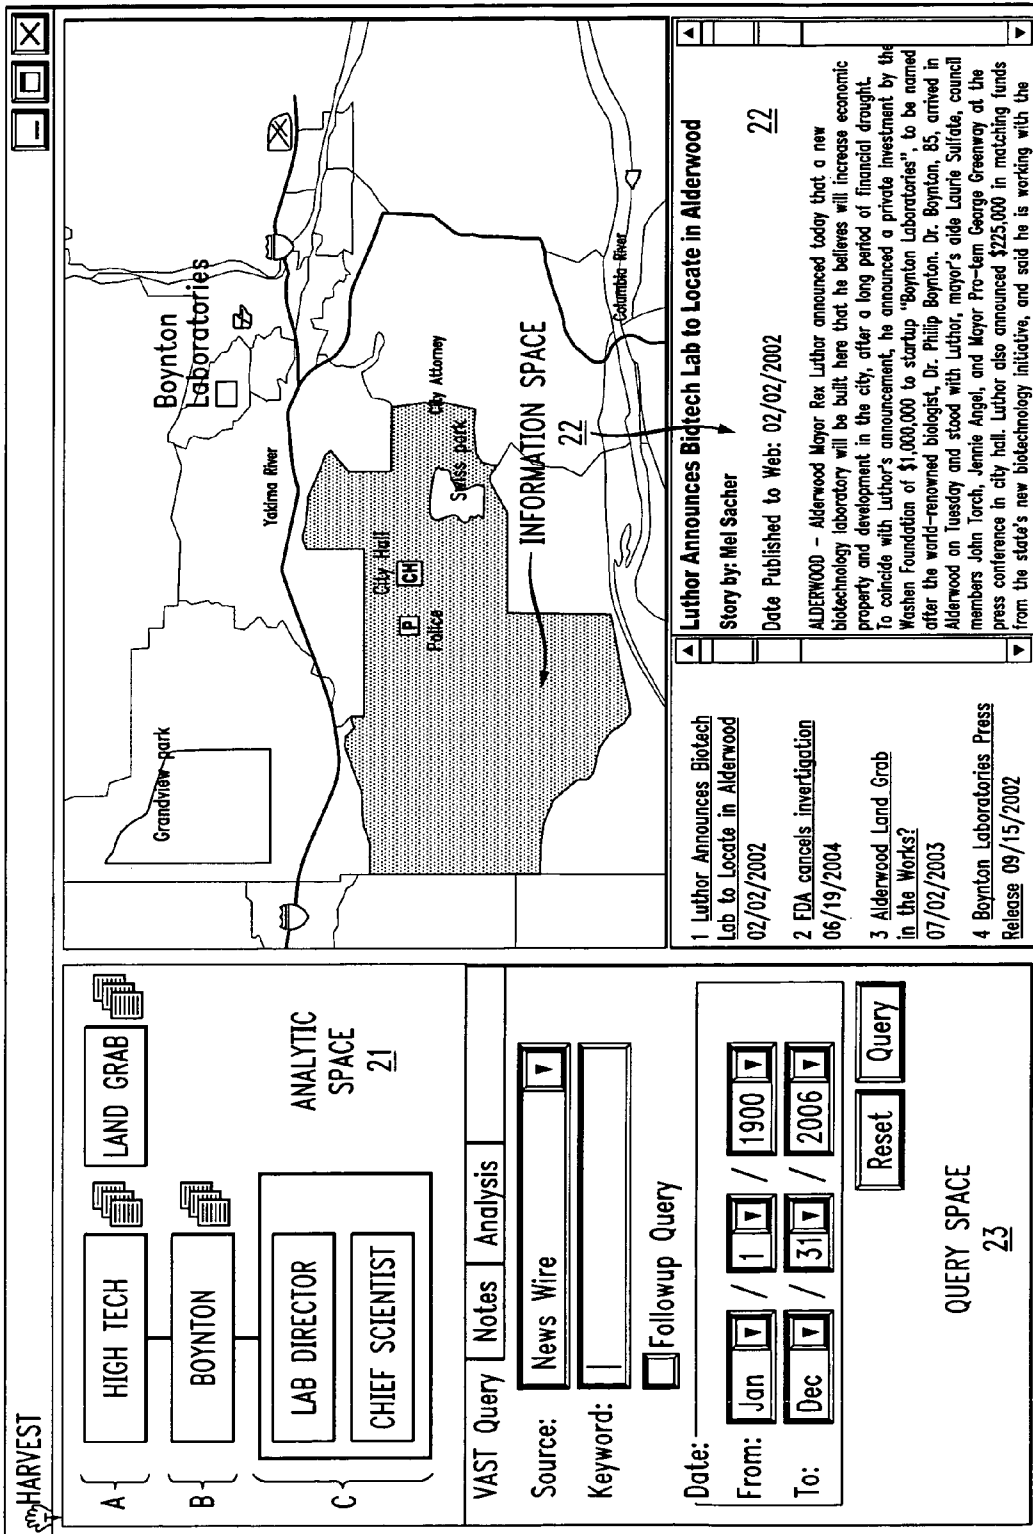 HARVEST
A
HIGH TECH
LAND GRAB
B
BOYNTON
C
LAB DIRECTOR
CHIEF SCIENTIST
ANALYTIC
SPACE
21
VAST Query
Notes
Analysis
Source:
News Wire
Keyword:
Followup Query
Date:
From:
Jan
/
1
/
1900
To:
Dec
/
31
/
2006
Reset
Query
QUERY SPACE
23
Grandview park
Boynton
Laboratories
Yakima River
City Hall
P
CH
Police
City Attorney
Swiss park
INFORMATION SPACE
22
Columbia River
1 Luthor Announces Biotech
Lab to Locate in Alderwood
02/02/2002
2 FDA cancels invertigation
06/19/2004
3 Alderwood Land Grab
in the Works?
07/02/2003
4 Boynton Laboratories Press
Release 09/15/2002
Luthor Announces Biotech Lab to Locate in Alderwood
Story by: Mel Sacher
Date Published to Web: 02/02/2002
22
ALDERWOOD - Alderwood Mayor Rex Luthor announced today that a new
biotechnology laboratory will be built here that he believes will increase economic
property and development in the city, after a long period of financial drought.
To coincide with Luthor's announcement, he announced a private investment by the
Washen Foundation of $1,000,000 to startup "Boynton Laboratories", to be named
after the world-renowned biologist, Dr. Philip Boynton. Dr. Boynton, 85, arrived in
Alderwood on Tuesday and stood with Luthor, mayor's aide Laurie Sulfate, council
members John Torch, Jennie Angel, and Mayor Pro-tem George Greenway at the
press conference in city hall. Luthor also announced $225,000 in matching funds
from the state's new biotechnology initiative, and said he is working with the